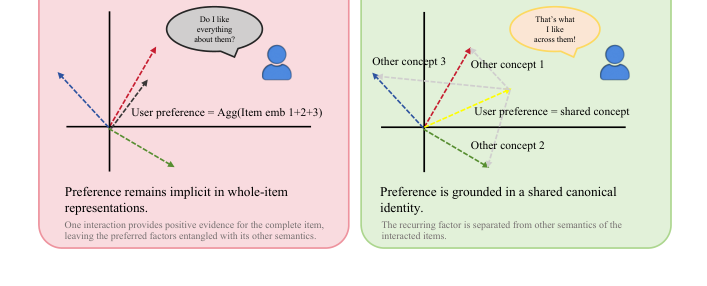 Do I like
everything
about them?
User preference = Agg(Item emb 1+2+3)
Preference remains implicit in whole-item
representations.
One interaction provides positive evidence for the complete item,
leaving the preferred factors entangled with its other semantics.
That's what
I like
across them!
Other concept 3
Other concept 1
User preference = shared concept
Other concept 2
Preference is grounded in a shared canonical
identity.
The recurring factor is separated from other semantics of the
interacted items.